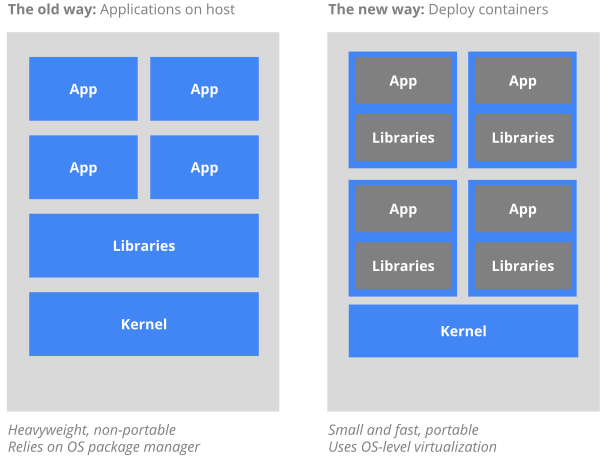 The old way: Applications on host
App App
App App
Libraries
Kernel
Heavyweight, non-portable
Relies on OS package manager
The new way: Deploy containers
App App
Libraries Libraries
App App
Libraries Libraries
Kernel
Small and fast, portable
Uses OS-level virtualization